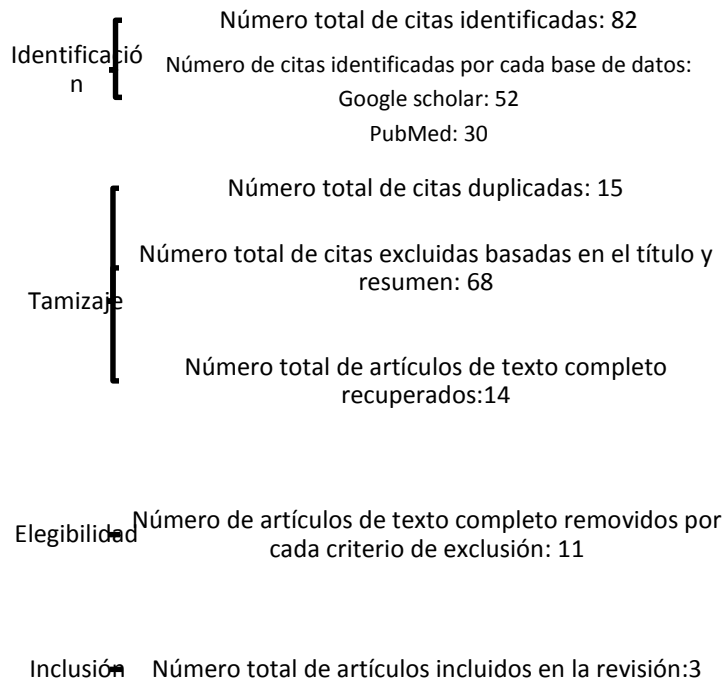 Identificació
n
Número total de citas identificadas: 82
Número de citas identificadas por cada base de datos:
Google scholar: 52
PubMed: 30
Tamizaje
Número total de citas duplicadas: 15
Número total de citas excluidas basadas en el título y
resumen: 68
Número total de artículos de texto completo
recuperados:14
Elegibilidad
Número de artículos de texto completo removidos por
cada criterio de exclusión: 11
Inclusión
Número total de artículos incluidos en la revisión:3